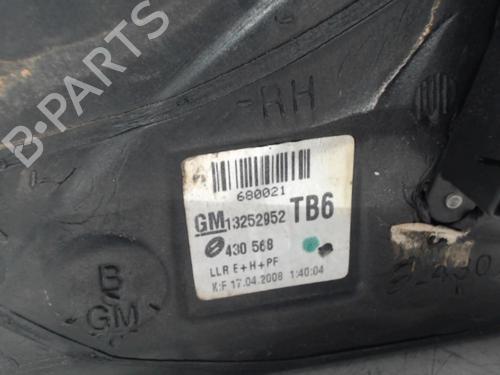 B-PARTS
-RH
680021
GM 13252952 TB6
430 568
LLR E+H+PF
K:F 17.04.2008 1:40:04
B
GM